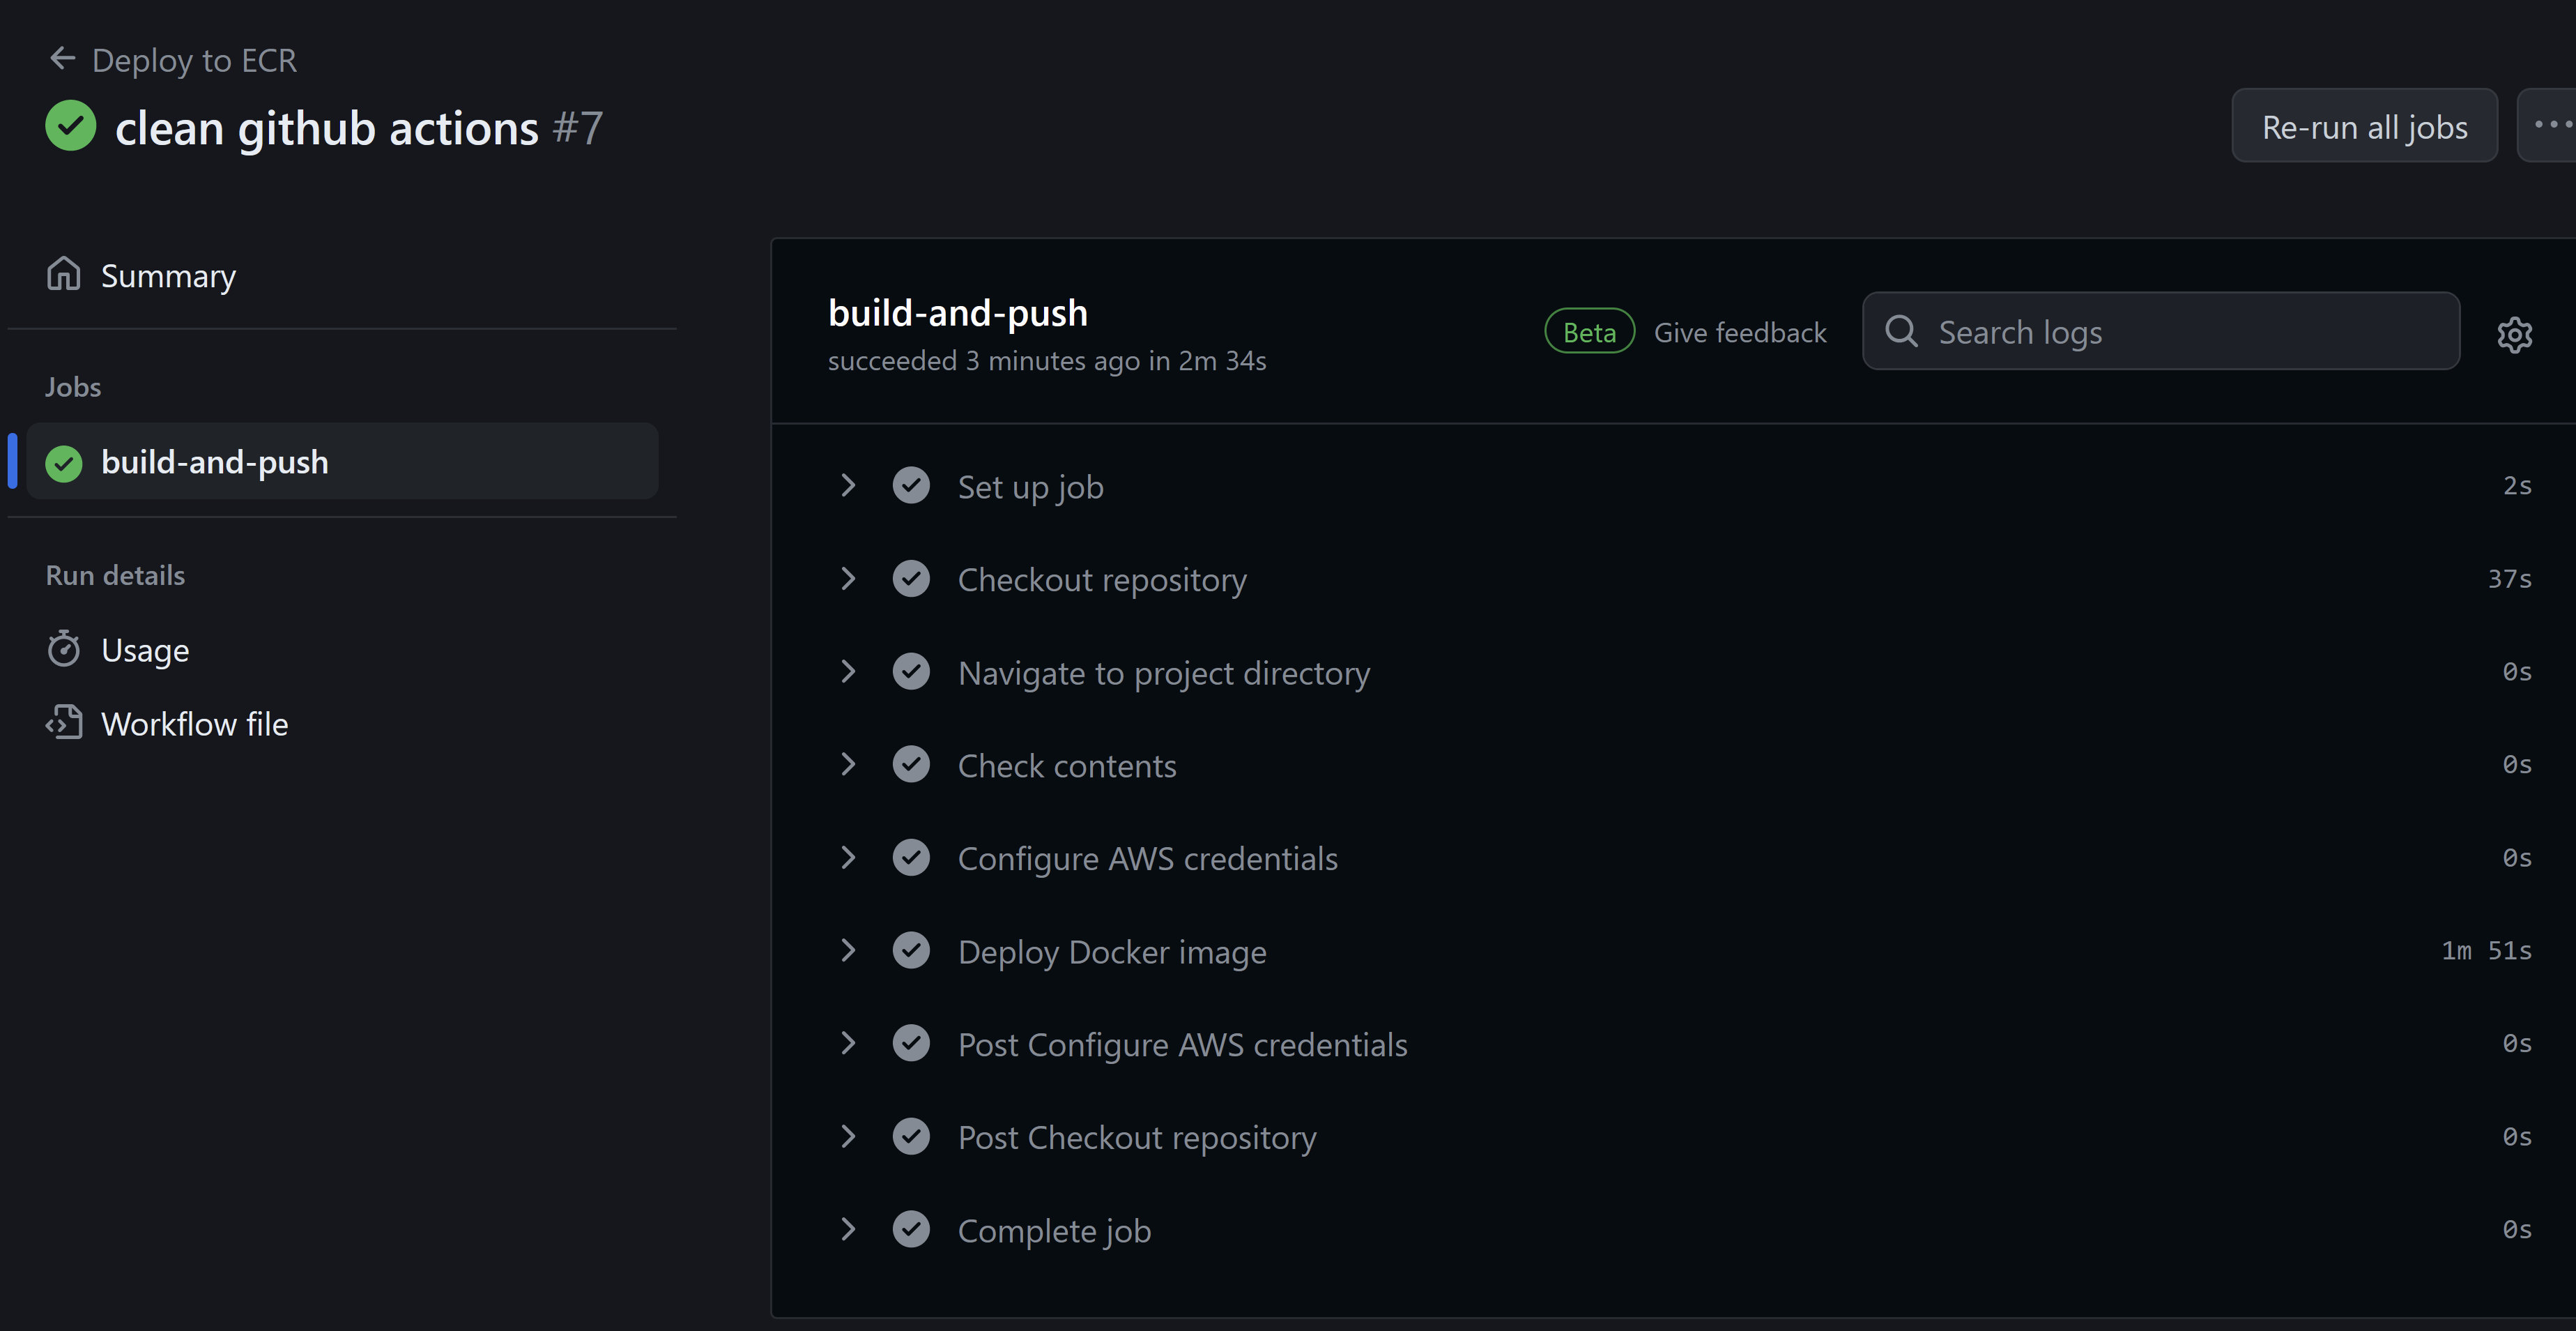 Deploy to ECR
clean github actions #7
Re-run all jobs
Summary
Jobs
build-and-push
Run details
Usage
Workflow file
build-and-push
succeeded 3 minutes ago in 2m 34s
Beta
Give feedback
Search logs
Set up job 2s
Checkout repository 37s
Navigate to project directory 0s
Check contents 0s
Configure AWS credentials 0s
Deploy Docker image 1m 51s
Post Configure AWS credentials 0s
Post Checkout repository 0s
Complete job 0s